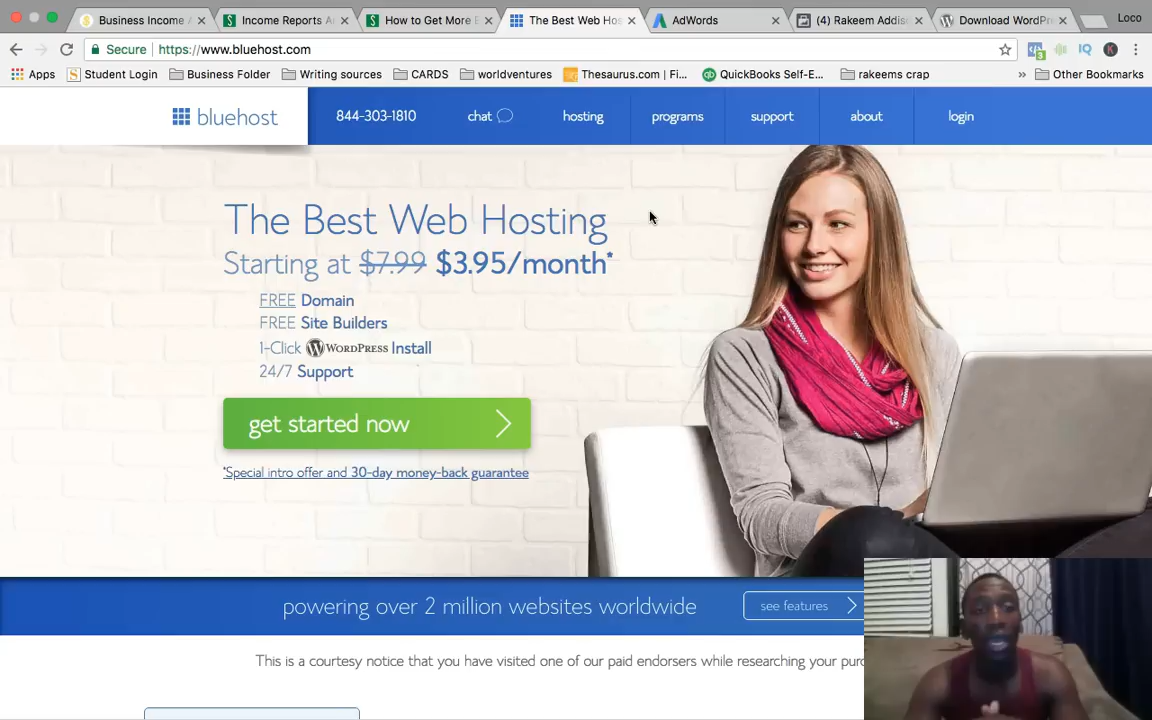 Business Income
Income Reports A
How to Get More E
The Best Web Hos
AdWords
(4) Rakeem Addis
Download WordPr
Loco
Secure
https://www.bluehost.com
IQ
K
Apps
Student Login
Business Folder
Writing sources
CARDS
worldventures
Thesaurus.com | Fi...
qb
QuickBooks Self-E...
rakeems crap
»
Other Bookmarks
bluehost
844-303-1810
chat
hosting
programs
support
about
login
The Best Web Hosting
Starting at $7.99 $3.95/month*
FREE Domain
FREE Site Builders
1-Click WORDPRESS Install
24/7 Support
get started now
*Special intro offer and 30-day money-back guarantee
powering over 2 million websites worldwide
see features
This is a courtesy notice that you have visited one of our paid endorsers while researching your purc